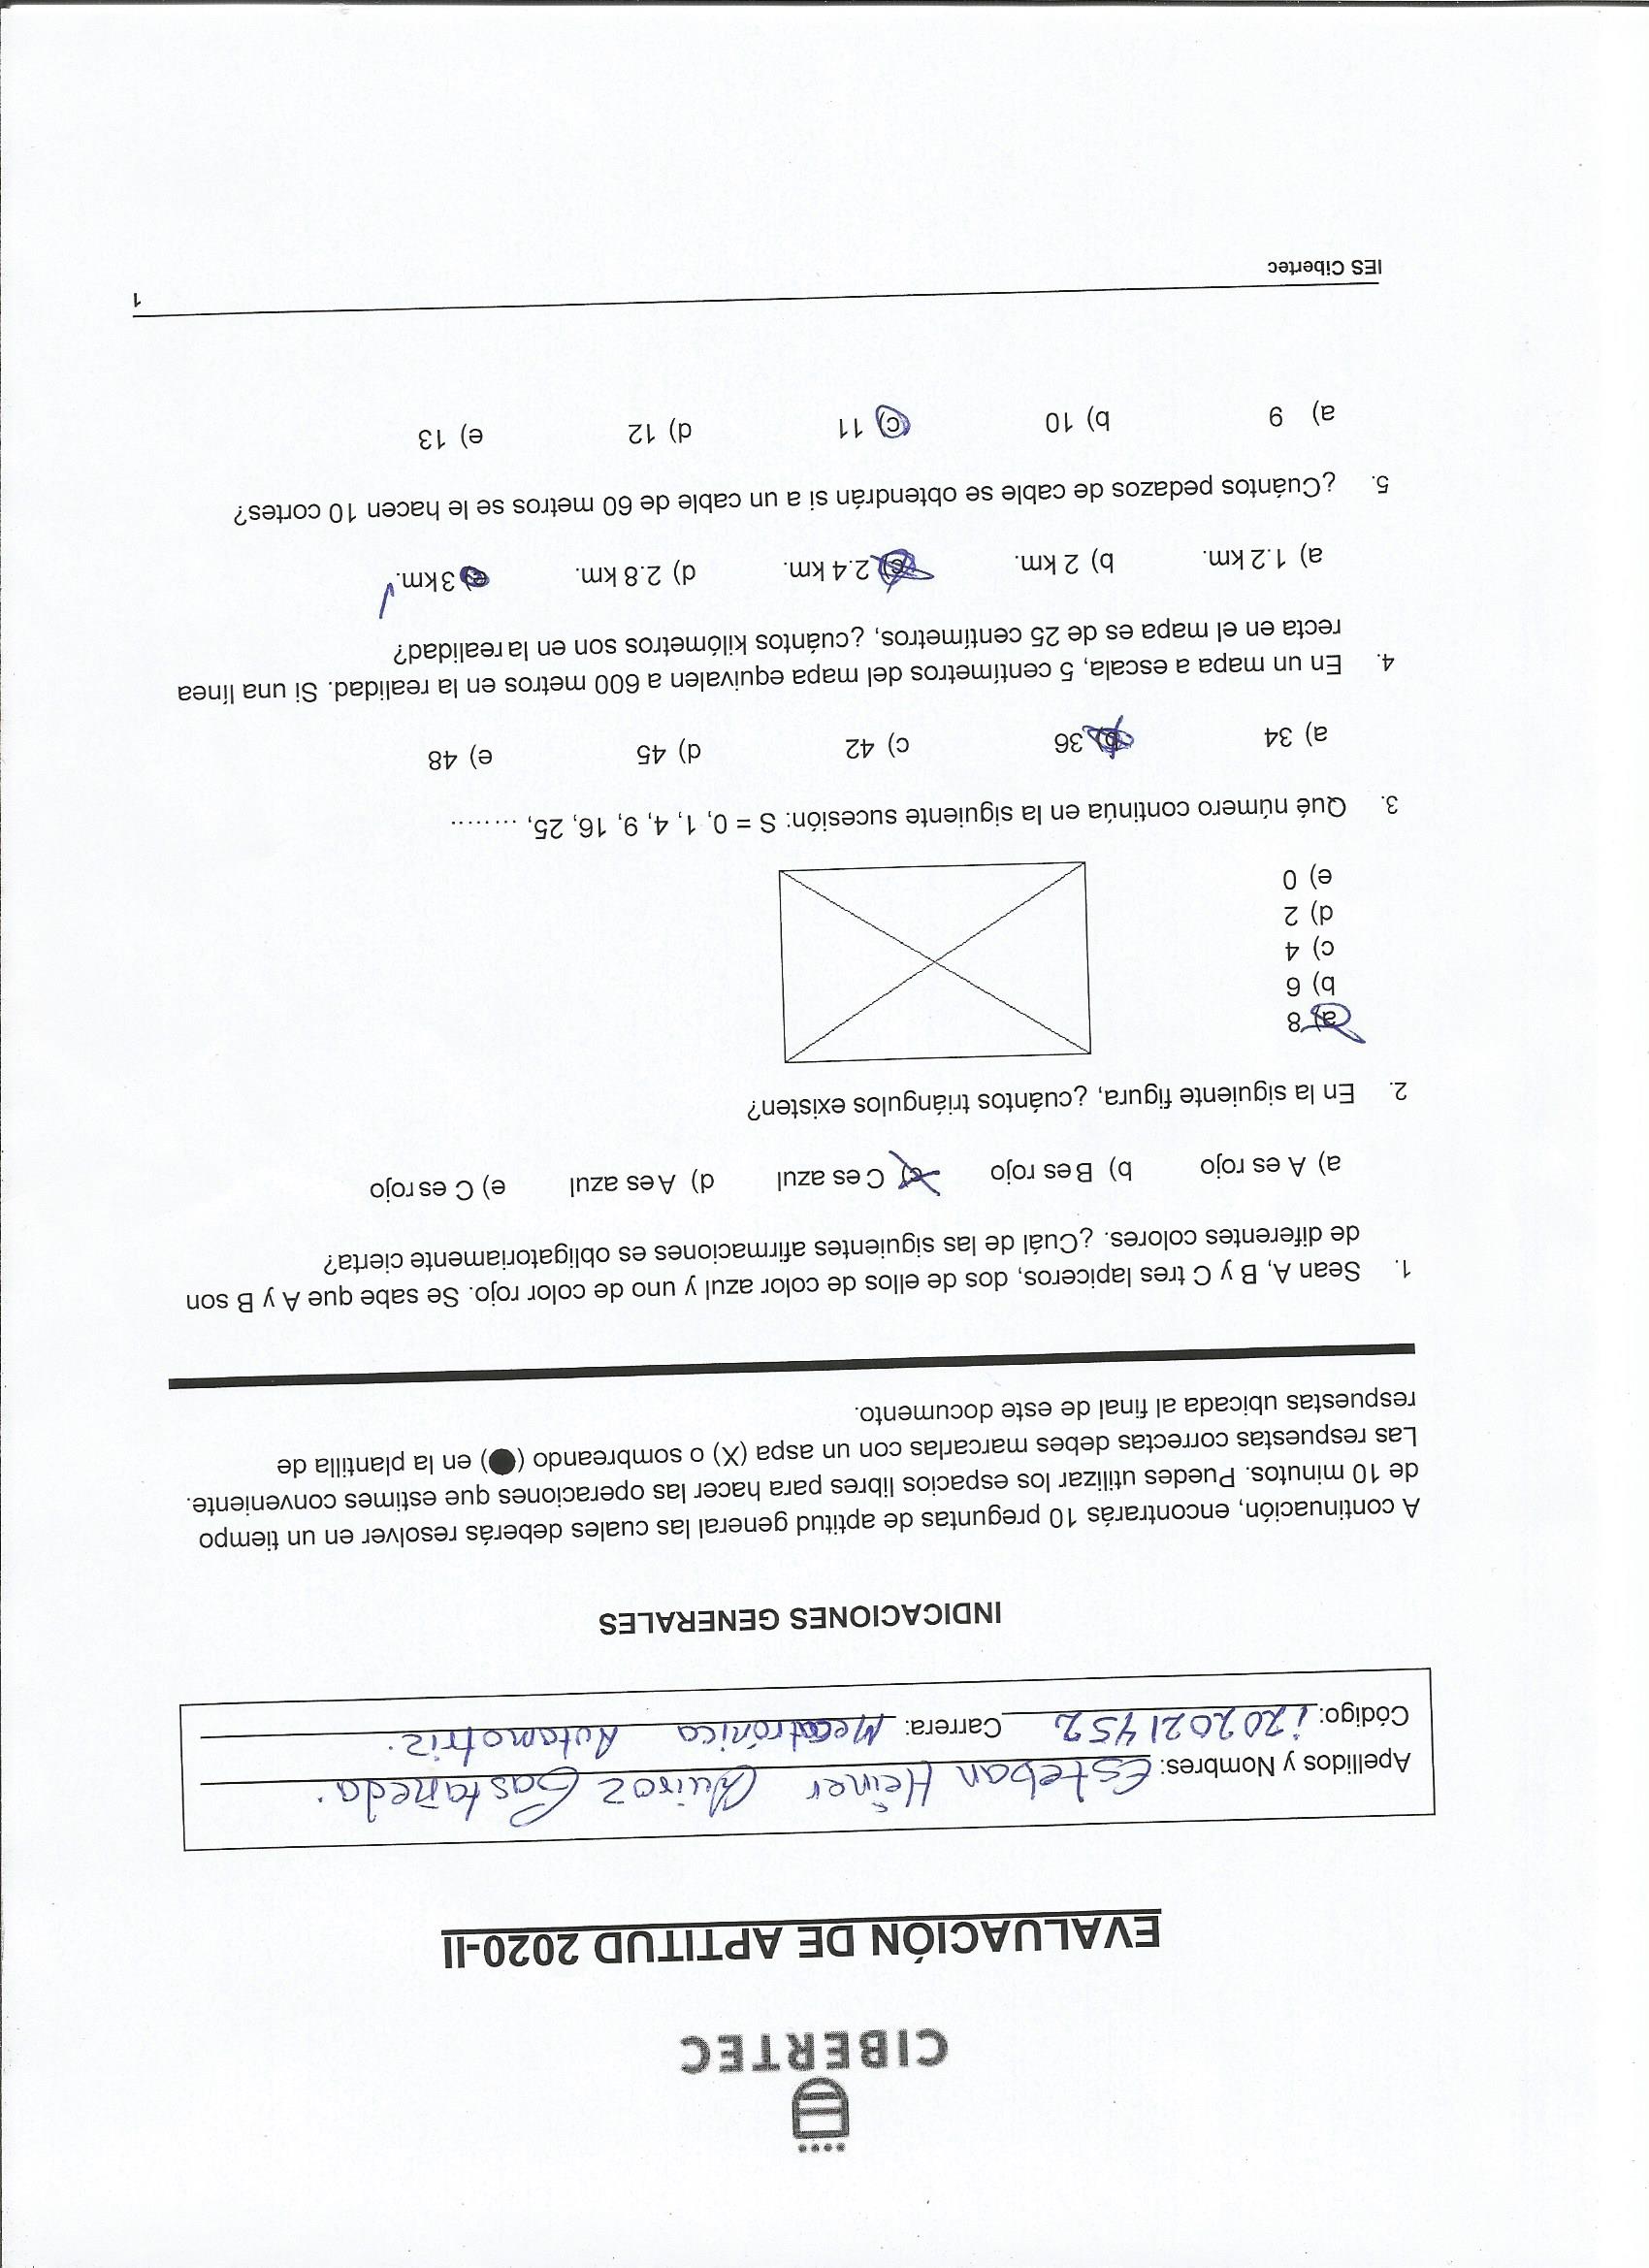 CIBERTEC
EVALUACIÓN DE APTITUD 2020-II
Apellidos y Nombres: Esteban Heiner Quiroz Castañeda.
Código: i202021452 Carrera: Mecatrónica Automotriz.
INDICACIONES GENERALES
A continuación, encontrarás 10 preguntas de aptitud general las cuales deberás resolver en un tiempo
de 10 minutos. Puedes utilizar los espacios libres para hacer las operaciones que estimes conveniente.
Las respuestas correctas debes marcarlas con un aspa (X) o sombreando (●) en la plantilla de
respuestas ubicada al final de este documento.
1. Sean A, B y C tres lapiceros, dos de ellos de color azul y uno de color rojo. Se sabe que A y B son
de diferentes colores. ¿Cuál de las siguientes afirmaciones es obligatoriamente cierta?
a) A es rojo b) B es rojo c) C es azul d) A es azul e) C es rojo
2. En la siguiente figura, ¿cuántos triángulos existen?
a) 8
b) 6
c) 4
d) 2
e) 0
3. Qué número continúa en la siguiente sucesión: S = 0, 1, 4, 9, 16, 25, ........
a) 34 b) 36 c) 42 d) 45 e) 48
4. En un mapa a escala, 5 centímetros del mapa equivalen a 600 metros en la realidad. Si una línea
recta en el mapa es de 25 centímetros, ¿cuántos kilómetros son en la realidad?
a) 1.2 km. b) 2 km. c) 2.4 km. d) 2.8 km. e) 3 km.
5. ¿Cuántos pedazos de cable se obtendrán si a un cable de 60 metros se le hacen 10 cortes?
a) 9 b) 10 c) 11 d) 12 e) 13
IES Cibertec 1